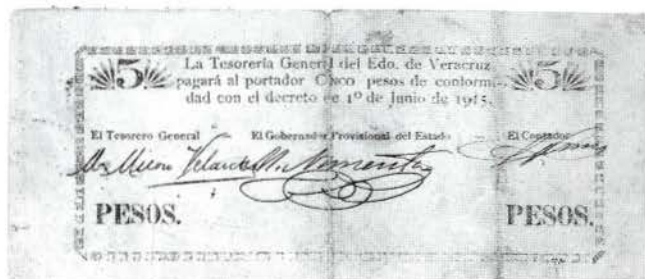 5 La Tesorería General del Edo. de Veracruz 5
pagará al portador Cinco pesos de conformi-
dad con el decreto de 1º de Junio de 1915.
El Tesorero General El Gobernador Provisional del Estado El Contador
PESOS. PESOS.